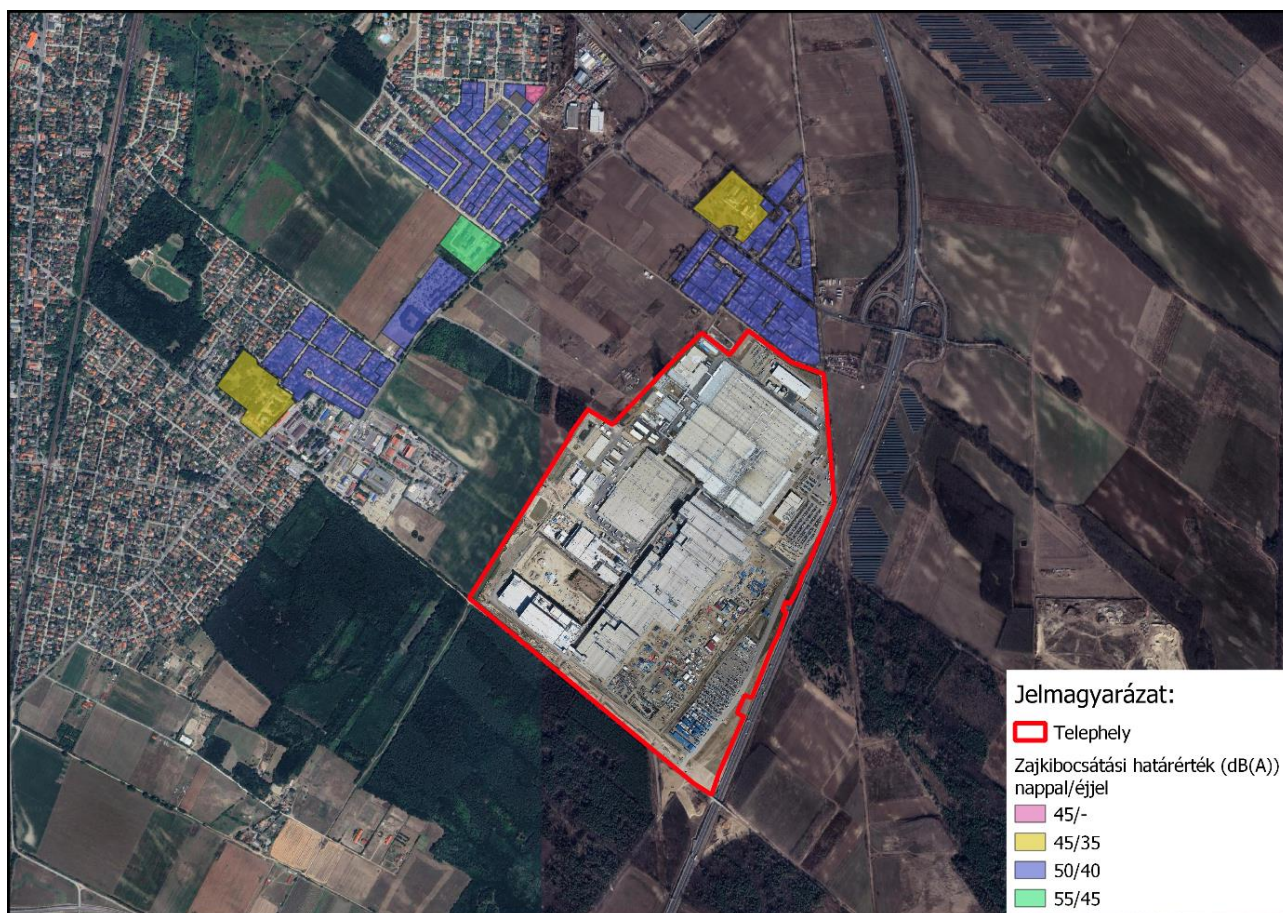 Jelmagyarázat:
Telephely
Zajkibocsátási határérték (dB(A))
nappal/éjjel
45/-
45/35
50/40
55/45